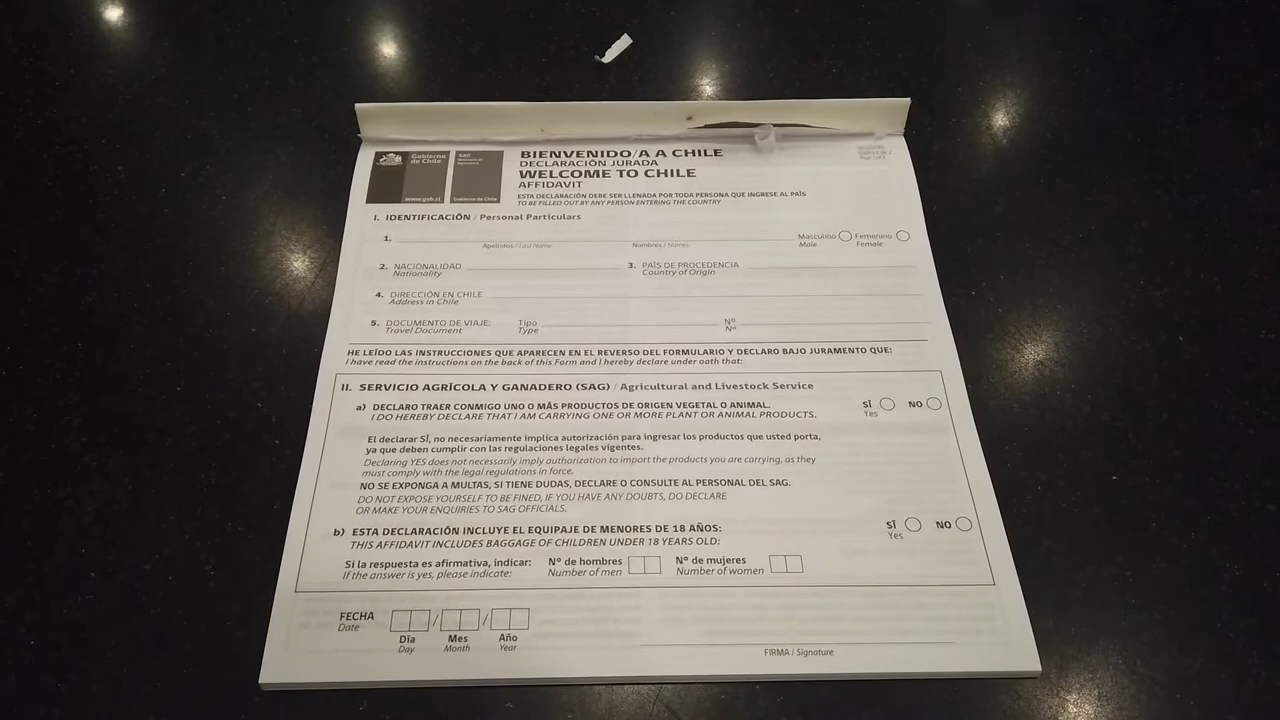 Gobierno
de Chile
www.gob.cl
SAG
Gobierno de Chile
BIENVENIDO/A A CHILE
DECLARACIÓN JURADA
WELCOME TO CHILE
AFFIDAVIT
ESTA DECLARACIÓN DEBE SER LLENADA POR TODA PERSONA QUE INGRESE AL PAÍS
TO BE FILLED OUT BY ANY PERSON ENTERING THE COUNTRY
I. IDENTIFICACIÓN / Personal Particulars
1.
Apellidos / Last Name
Nombres / Names
Masculino Femenino
Male Female
2. NACIONALIDAD
Nationality
3. PAÍS DE PROCEDENCIA
Country of Origin
4. DIRECCIÓN EN CHILE
Address in Chile
5. DOCUMENTO DE VIAJE: Tipo Nº
Travel Document Type Nº
HE LEÍDO LAS INSTRUCCIONES QUE APARECEN EN EL REVERSO DEL FORMULARIO Y DECLARO BAJO JURAMENTO QUE:
I have read the instructions on the back of this Form and I hereby declare under oath that:
II. SERVICIO AGRÍCOLA Y GANADERO (SAG) / Agricultural and Livestock Service
a) DECLARO TRAER CONMIGO UNO O MÁS PRODUCTOS DE ORIGEN VEGETAL O ANIMAL. SÍ NO
I DO HEREBY DECLARE THAT I AM CARRYING ONE OR MORE PLANT OR ANIMAL PRODUCTS. Yes
El declarar SÍ, no necesariamente implica autorización para ingresar los productos que usted porta,
ya que deben cumplir con las regulaciones legales vigentes.
Declaring YES does not necessarily imply authorization to import the products you are carrying, as they
must comply with the legal regulations in force.
NO SE EXPONGA A MULTAS, SI TIENE DUDAS, DECLARE O CONSULTE AL PERSONAL DEL SAG.
DO NOT EXPOSE YOURSELF TO BE FINED, IF YOU HAVE ANY DOUBTS, DO DECLARE
OR MAKE YOUR ENQUIRIES TO SAG OFFICIALS.
b) ESTA DECLARACIÓN INCLUYE EL EQUIPAJE DE MENORES DE 18 AÑOS: SÍ NO
THIS AFFIDAVIT INCLUDES BAGGAGE OF CHILDREN UNDER 18 YEARS OLD: Yes
Si la respuesta es afirmativa, indicar: Nº de hombres Nº de mujeres
If the answer is yes, please indicate: Number of men Number of women
FECHA
Date
/ /
Día Mes Año
Day Month Year
FIRMA / Signature